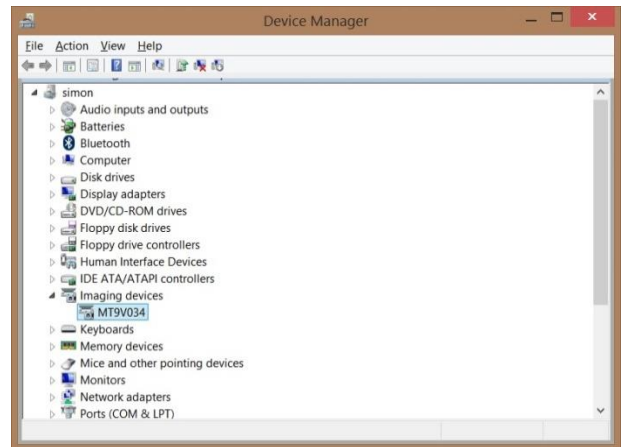 Device Manager
File Action View Help
simon
Audio inputs and outputs
Batteries
Bluetooth
Computer
Disk drives
Display adapters
DVD/CD-ROM drives
Floppy disk drives
Floppy drive controllers
Human Interface Devices
IDE ATA/ATAPI controllers
Imaging devices
MT9V034
Keyboards
Memory devices
Mice and other pointing devices
Monitors
Network adapters
Ports (COM & LPT)